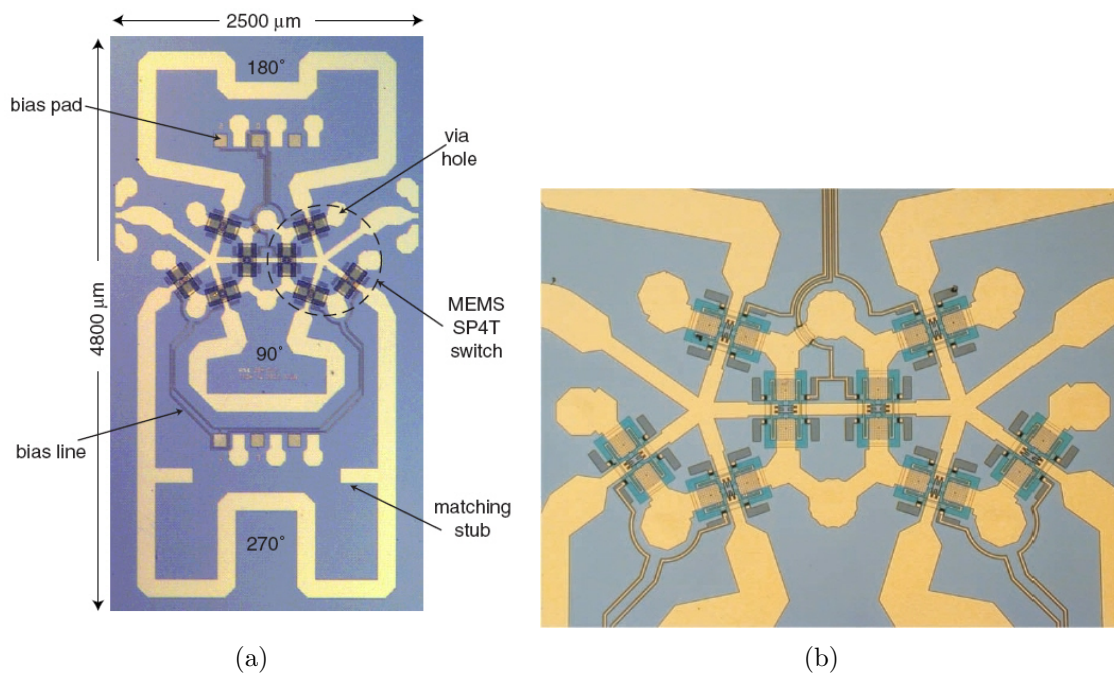 2500 μm
180°
bias pad
via
hole
4800 μm
MEMS
SP4T
switch
90°
bias line
matching
stub
270°
(a)
(b)